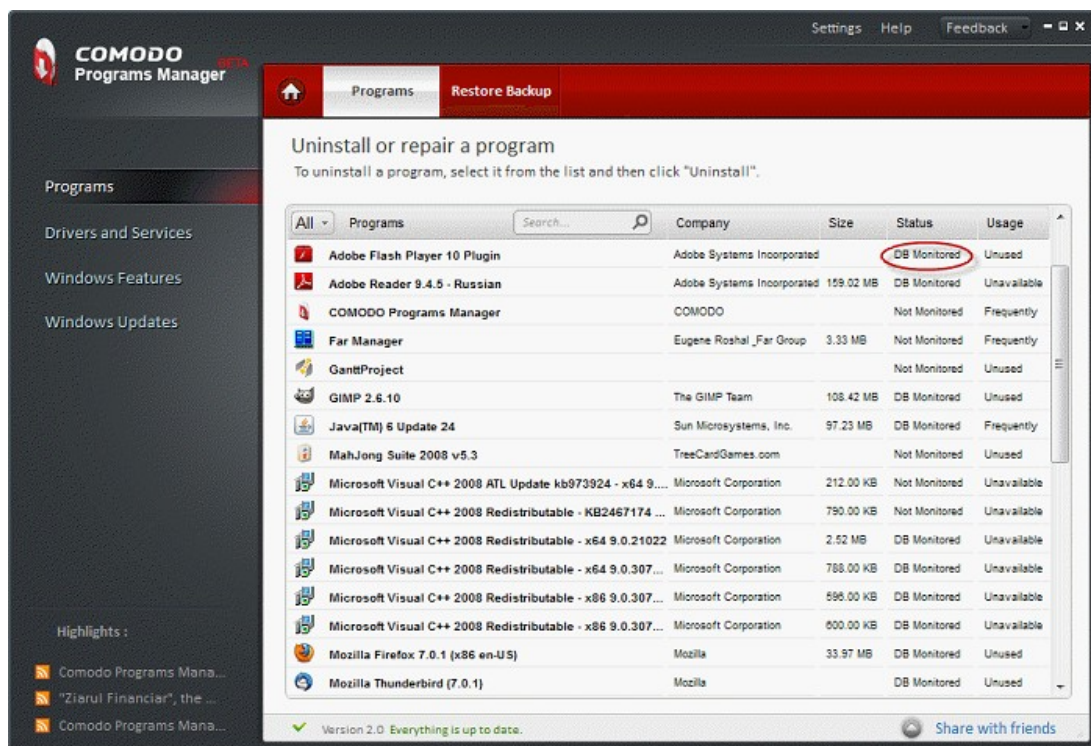 Settings Help Feedback
COMODO
BETA
Programs Manager
Programs Restore Backup
Programs
Drivers and Services
Windows Features
Windows Updates
Uninstall or repair a program
To uninstall a program, select it from the list and then click "Uninstall".
All Programs Search... Company Size Status Usage
Adobe Flash Player 10 Plugin Adobe Systems Incorporated DB Monitored Unused
Adobe Reader 9.4.5 - Russian Adobe Systems Incorporated 159.02 MB DB Monitored Unavailable
COMODO Programs Manager COMODO Not Monitored Frequently
Far Manager Eugene Roshal _Far Group 3.33 MB Not Monitored Frequently
GanttProject Not Monitored Unused
GIMP 2.6.10 The GIMP Team 108.42 MB DB Monitored Unused
Java(TM) 6 Update 24 Sun Microsystems, Inc. 97.23 MB DB Monitored Frequently
MahJong Suite 2008 v5.3 TreeCardGames.com Not Monitored Unused
Microsoft Visual C++ 2008 ATL Update kb973924 - x64 9.... Microsoft Corporation 212.00 KB Not Monitored Unavailable
Microsoft Visual C++ 2008 Redistributable - KB2467174 ... Microsoft Corporation 790.00 KB Not Monitored Unavailable
Microsoft Visual C++ 2008 Redistributable - x64 9.0.21022 Microsoft Corporation 2.52 MB DB Monitored Unavailable
Microsoft Visual C++ 2008 Redistributable - x64 9.0.307... Microsoft Corporation 788.00 KB DB Monitored Unavailable
Microsoft Visual C++ 2008 Redistributable - x86 9.0.307... Microsoft Corporation 596.00 KB DB Monitored Unavailable
Microsoft Visual C++ 2008 Redistributable - x86 9.0.307... Microsoft Corporation 600.00 KB DB Monitored Unavailable
Mozilla Firefox 7.0.1 (x86 en-US) Mozilla 33.97 MB DB Monitored Unused
Mozilla Thunderbird (7.0.1) Mozilla DB Monitored Unused
Highlights :
Comodo Programs Mana...
"Ziarul Financiar", the ...
Comodo Programs Mana...
Version 2.0 Everything is up to date. Share with friends